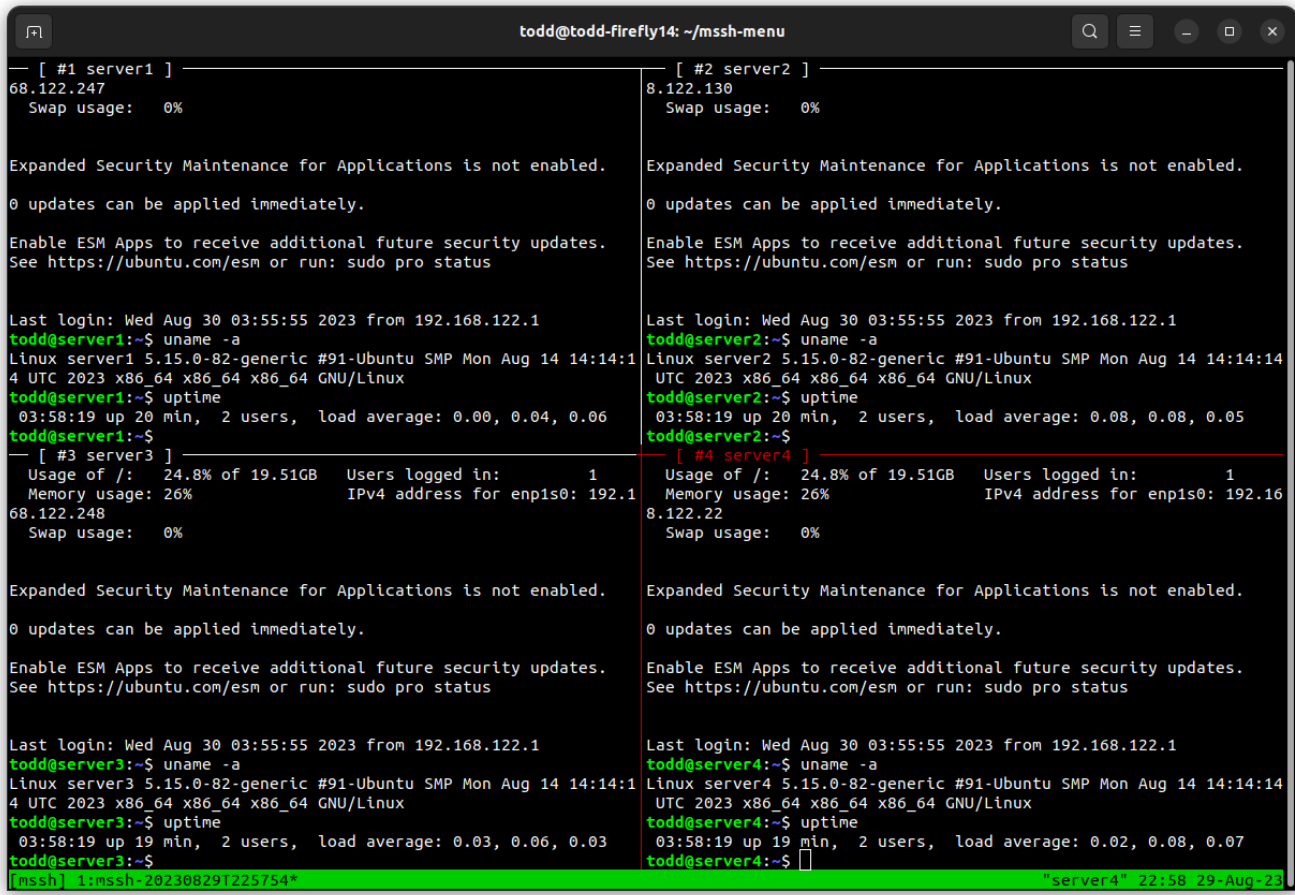 todd@todd-firefly14: ~/mssh-menu
[ #1 server1 ]
68.122.247
Swap usage: 0%
Expanded Security Maintenance for Applications is not enabled.
0 updates can be applied immediately.
Enable ESM Apps to receive additional future security updates.
See https://ubuntu.com/esm or run: sudo pro status
Last login: Wed Aug 30 03:55:55 2023 from 192.168.122.1
todd@server1:~$ uname -a
Linux server1 5.15.0-82-generic #91-Ubuntu SMP Mon Aug 14 14:14:1
4 UTC 2023 x86_64 x86_64 x86_64 GNU/Linux
todd@server1:~$ uptime
03:58:19 up 20 min, 2 users, load average: 0.00, 0.04, 0.06
todd@server1:~$
[ #2 server2 ]
8.122.130
Swap usage: 0%
Expanded Security Maintenance for Applications is not enabled.
0 updates can be applied immediately.
Enable ESM Apps to receive additional future security updates.
See https://ubuntu.com/esm or run: sudo pro status
Last login: Wed Aug 30 03:55:55 2023 from 192.168.122.1
todd@server2:~$ uname -a
Linux server2 5.15.0-82-generic #91-Ubuntu SMP Mon Aug 14 14:14:14
UTC 2023 x86_64 x86_64 x86_64 GNU/Linux
todd@server2:~$ uptime
03:58:19 up 20 min, 2 users, load average: 0.08, 0.08, 0.05
todd@server2:~$
[ #3 server3 ]
Usage of /: 24.8% of 19.51GB Users logged in: 1
Memory usage: 26% IPv4 address for enp1s0: 192.1
68.122.248
Swap usage: 0%
Expanded Security Maintenance for Applications is not enabled.
0 updates can be applied immediately.
Enable ESM Apps to receive additional future security updates.
See https://ubuntu.com/esm or run: sudo pro status
Last login: Wed Aug 30 03:55:55 2023 from 192.168.122.1
todd@server3:~$ uname -a
Linux server3 5.15.0-82-generic #91-Ubuntu SMP Mon Aug 14 14:14:1
4 UTC 2023 x86_64 x86_64 x86_64 GNU/Linux
todd@server3:~$ uptime
03:58:19 up 19 min, 2 users, load average: 0.03, 0.06, 0.03
todd@server3:~$
[ #4 server4 ]
Usage of /: 24.8% of 19.51GB Users logged in: 1
Memory usage: 26% IPv4 address for enp1s0: 192.16
8.122.22
Swap usage: 0%
Expanded Security Maintenance for Applications is not enabled.
0 updates can be applied immediately.
Enable ESM Apps to receive additional future security updates.
See https://ubuntu.com/esm or run: sudo pro status
Last login: Wed Aug 30 03:55:55 2023 from 192.168.122.1
todd@server4:~$ uname -a
Linux server4 5.15.0-82-generic #91-Ubuntu SMP Mon Aug 14 14:14:14
UTC 2023 x86_64 x86_64 x86_64 GNU/Linux
todd@server4:~$ uptime
03:58:19 up 19 min, 2 users, load average: 0.02, 0.08, 0.07
todd@server4:~$
[mssh] 1:mssh-20230829T225754* "server4" 22:58 29-Aug-23